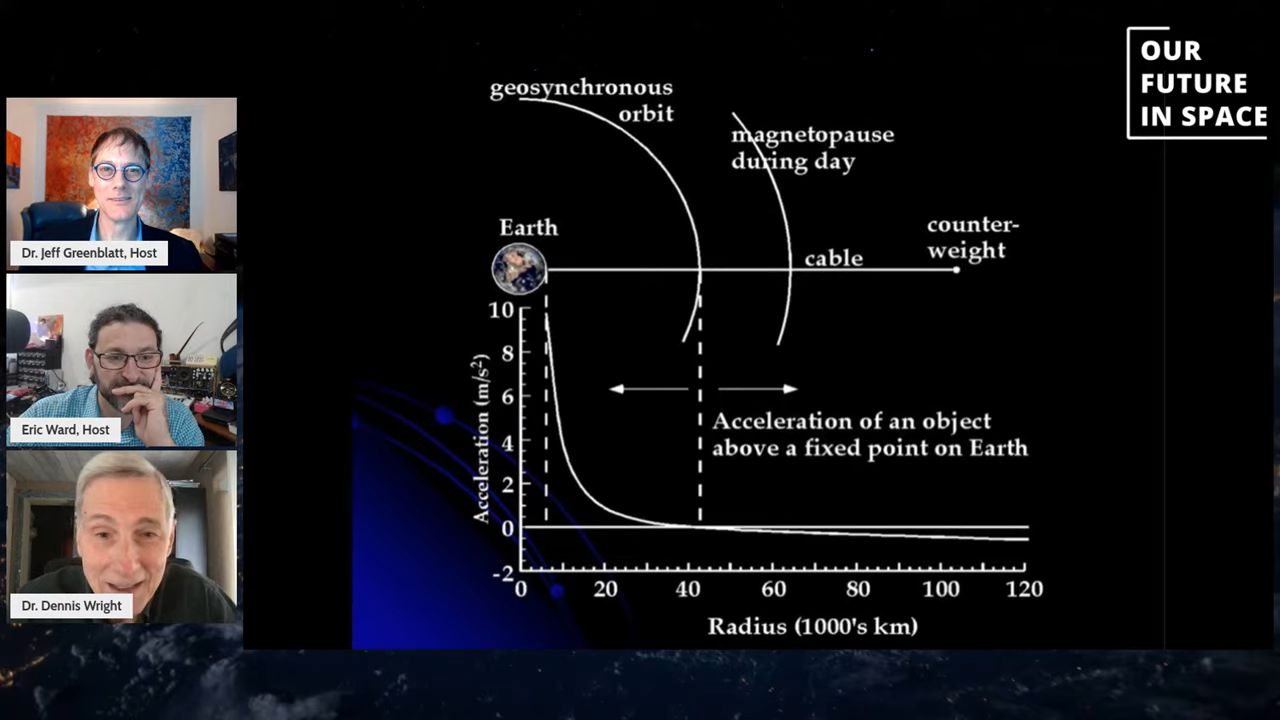 OUR
FUTURE
IN SPACE
Dr. Jeff Greenblatt, Host
Eric Ward, Host
Dr. Dennis Wright
geosynchronous
orbit
magnetopause
during day
Earth
counter-
weight
cable
10
8
6
4
2
0
-2
Acceleration (m/s²)
Acceleration of an object
above a fixed point on Earth
0 20 40 60 80 100 120
Radius (1000's km)